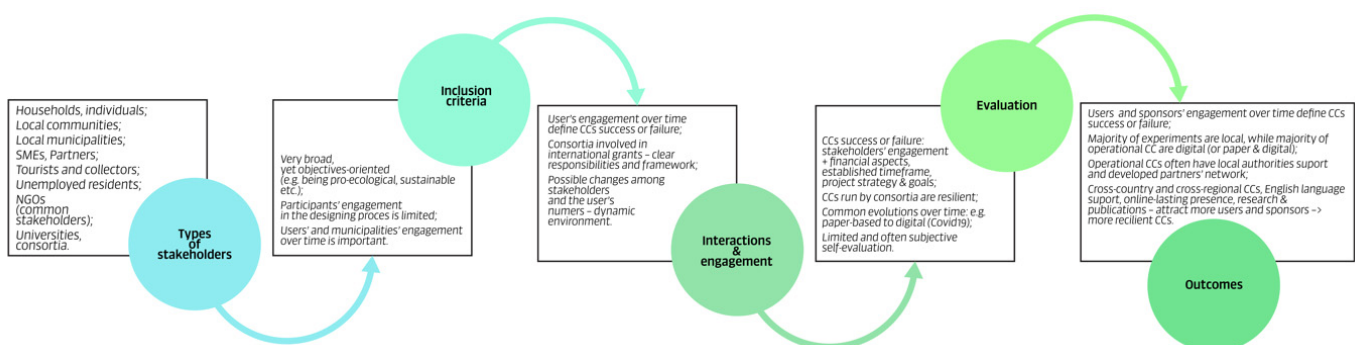 Households, individuals;
Local communities;
Local municipalities;
SMEs, Partners;
Tourists and collectors;
Unemployed residents;
NGOs
(common
stakeholders);
Universities,
consortia.
Types
of
stakeholders
Very broad,
yet objectives-oriented
(e.g. being pro-ecological, sustainable
etc.);
Participants' engagement
in the designing proces is limited;
Users' and municipalities' engagement
over time is important.
Inclusion
criteria
User's engagement over time
define CCs success or failure;
Consortia involved in
international grants – clear
responsibilities and framework;
Possible changes among
stakeholders
and the user's
numers – dynamic
environment.
Interactions
&
engagement
CCs success or failure:
stakeholders' engagement
+ financial aspects,
established timeframe,
project strategy & goals;
CCs run by consortia are resilient;
Common evolutions over time: e.g.
paper-based to digital (Covid19);
Limited and often subjective
self-evaluation.
Evaluation
Users and sponsors' engagement over time define CCs
success or failure;
Majority of experiments are local, while majority of
operational CC are digital (or paper & digital);
Operational CCs often have local authorities suport
and developed partners' network;
Cross-country and cross-regional CCs, English language
suport, online-lasting presence, research &
publications – attract more users and sponsors –>
more recilient CCs.
Outcomes